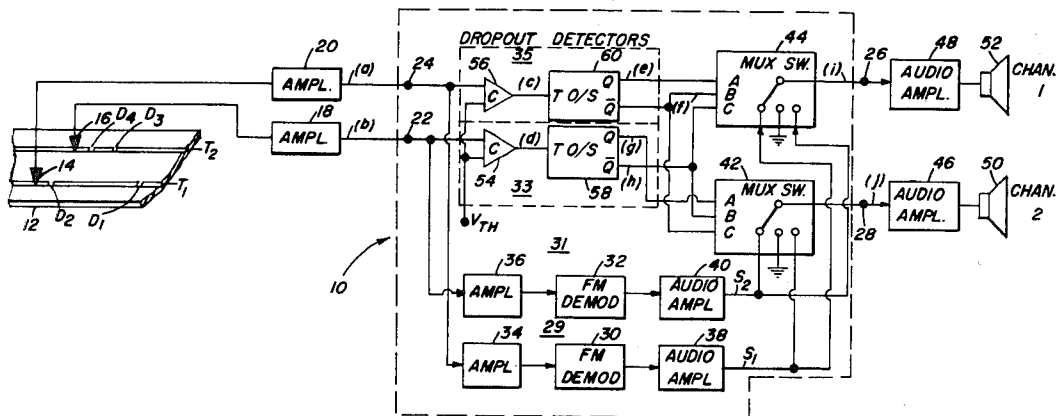 DROPOUT DETECTORS
20
AMPL.
(a)
24
35
56
C
(c)
60
T O/S
Q
Q̅
(e)
(f)
44
MUX SW.
A
B
C
(i)
26
48
AUDIO AMPL.
52
CHAN. 1
18
AMPL.
(b)
22
C
54
(d)
T O/S
58
Q
Q̅
(g)
(h)
33
VTH
42
MUX SW.
A
B
C
(j)
28
46
AUDIO AMPL.
50
CHAN. 2
16
D4
D3
T2
14
D2
D1
T1
12
10
31
36
AMPL
32
FM DEMOD
40
AUDIO AMPL
S2
29
34
AMPL
30
FM DEMOD
38
AUDIO AMPL
S1